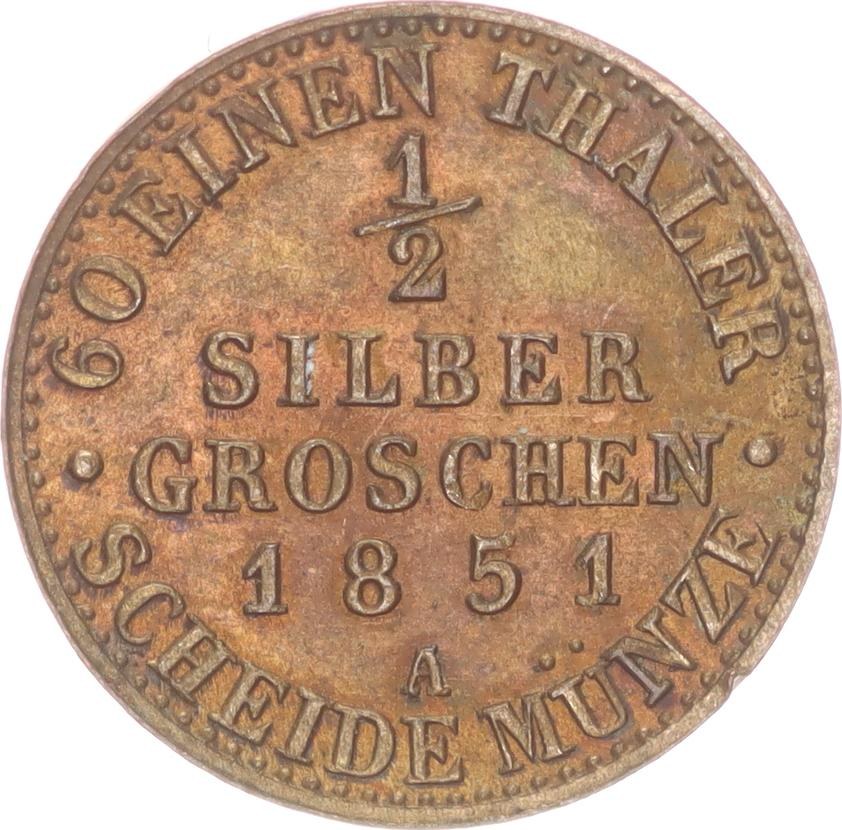 60 EINEN THALER
1/2
SILBER
GROSCHEN
1851
A
SCHEIDE MÜNZE